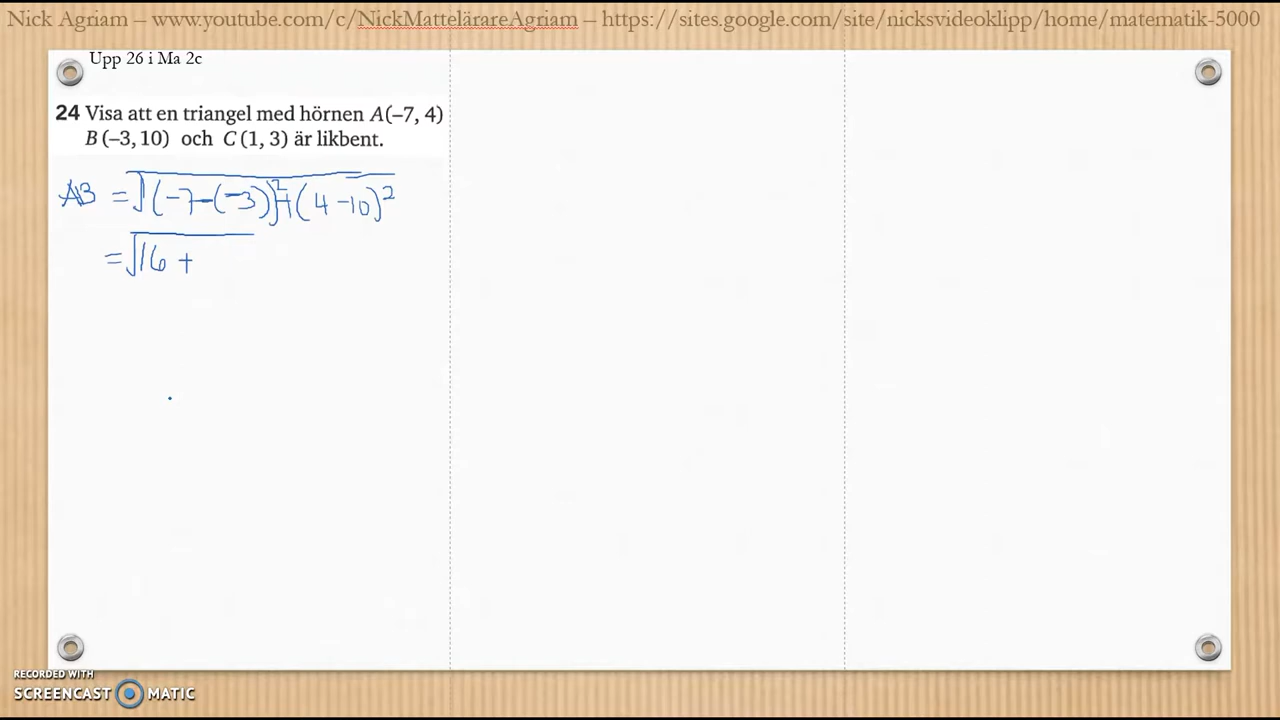 Nick Agriam – www.youtube.com/c/NickMattelärareAgriam – https://sites.google.com/site/nicksvideoklipp/home/matematik-5000
Upp 26 i Ma 2c
24 Visa att en triangel med hörnen A(–7, 4)
B (–3, 10) och C (1, 3) är likbent.
AB = √(-7-(-3))²+(4-10)²
= √16 +
RECORDED WITH
SCREENCAST MATIC